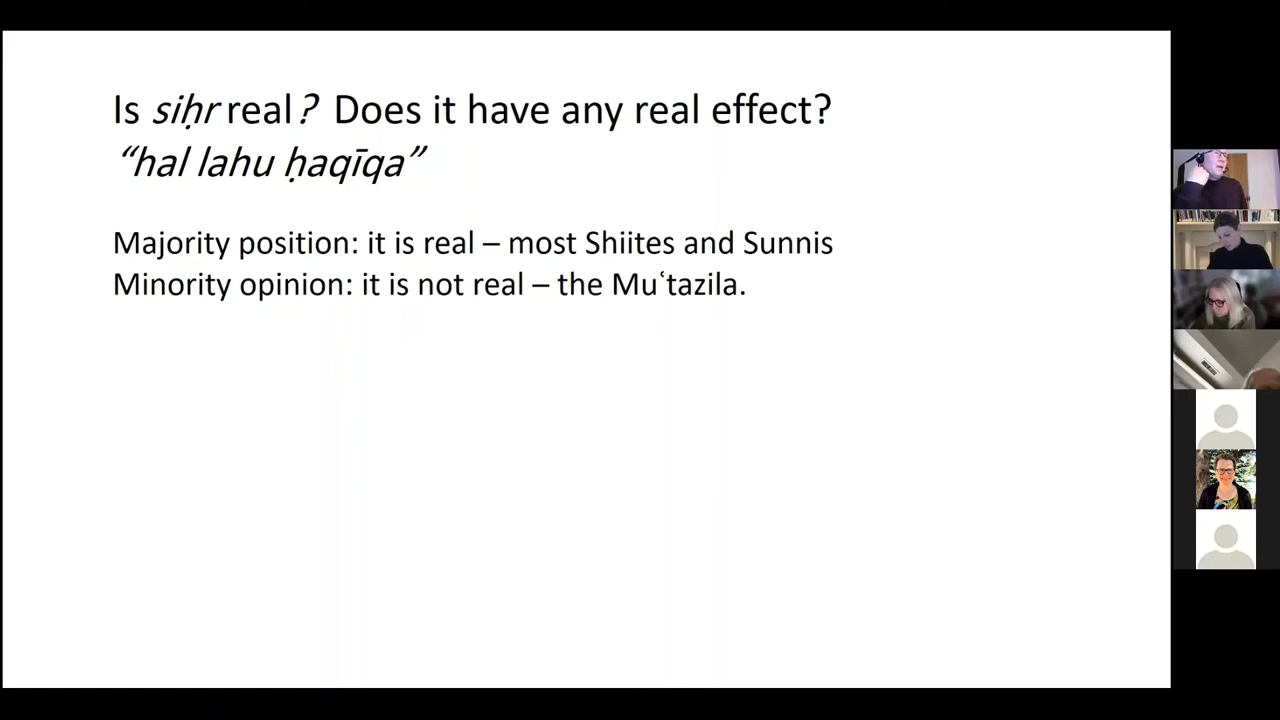 Is siḥr real? Does it have any real effect?
“hal lahu ḥaqīqa”
Majority position: it is real – most Shiites and Sunnis
Minority opinion: it is not real – the Muʿtazila.